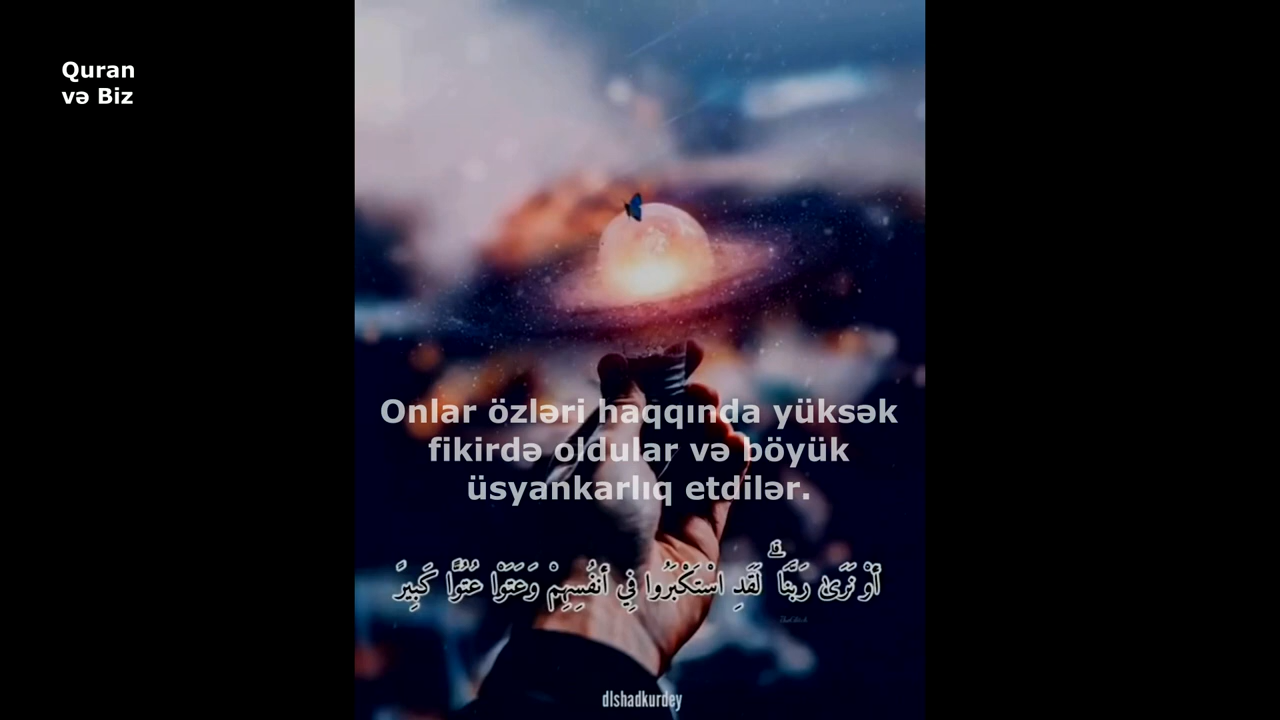 Quran
və Biz
Onlar özləri haqqında yüksək
fikirdə oldular və böyük
üsyankarlıq etdilər.
أَوْ نَرَىٰ رَبَّنَا ۗ لَقَدِ اسْتَكْبَرُوا فِي أَنفُسِهِمْ وَعَتَوْا عُتُوًّا كَبِيرً
dlshadkurdey